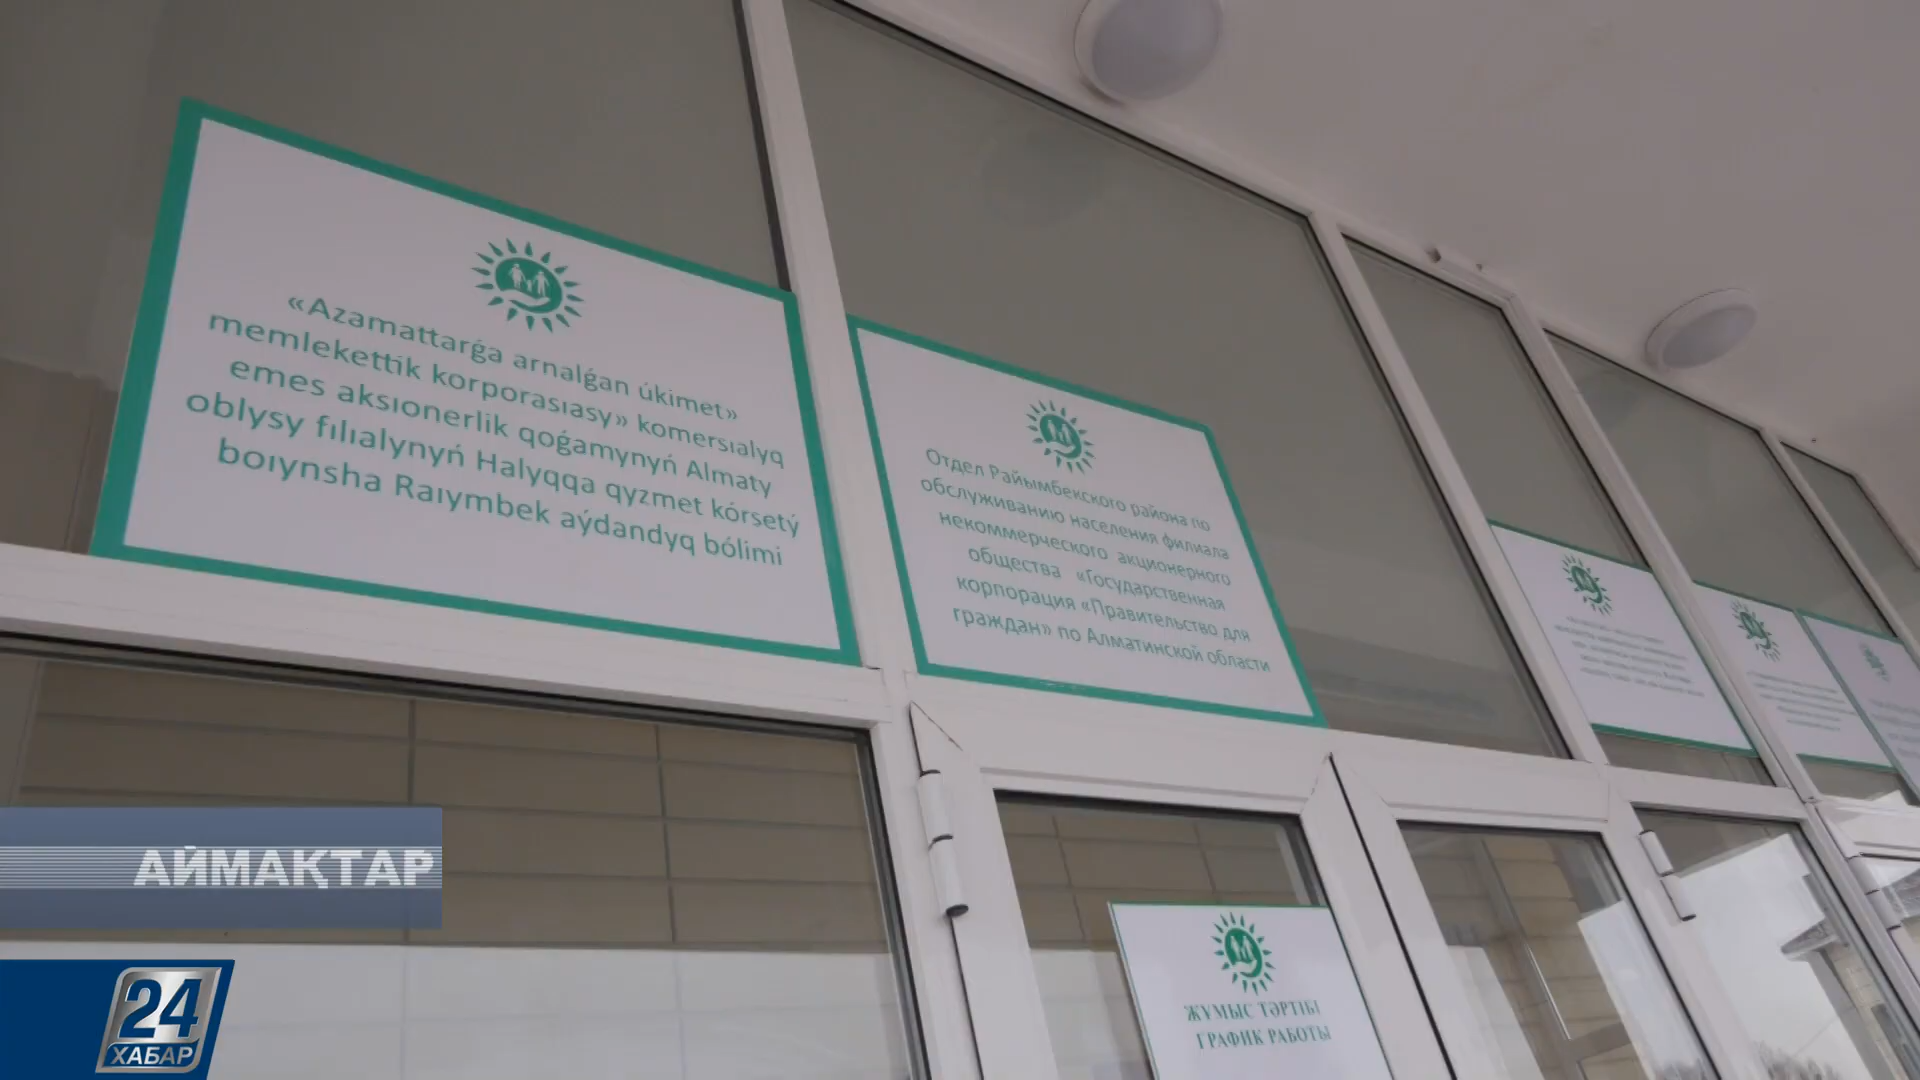 «Azamattarǵa arnalǵan úkimet»
memlekettik korporasıasy» komersıalyq
emes aksıonerlik qoǵamynyń Almaty
oblysy fılıalynyń Halyqqa qyzmet kórsetý
boıynsha Raıymbek aýdandyq bólimi
Отдел Райымбекского района по
обслуживанию населения филиала
некоммерческого акционерного
общества «Государственная
корпорация «Правительство для
граждан» по Алматинской области
ЖҰМЫС ТӘРТІБІ
ГРАФИК РАБОТЫ
АЙМАҚТАР
24
ХАБАР